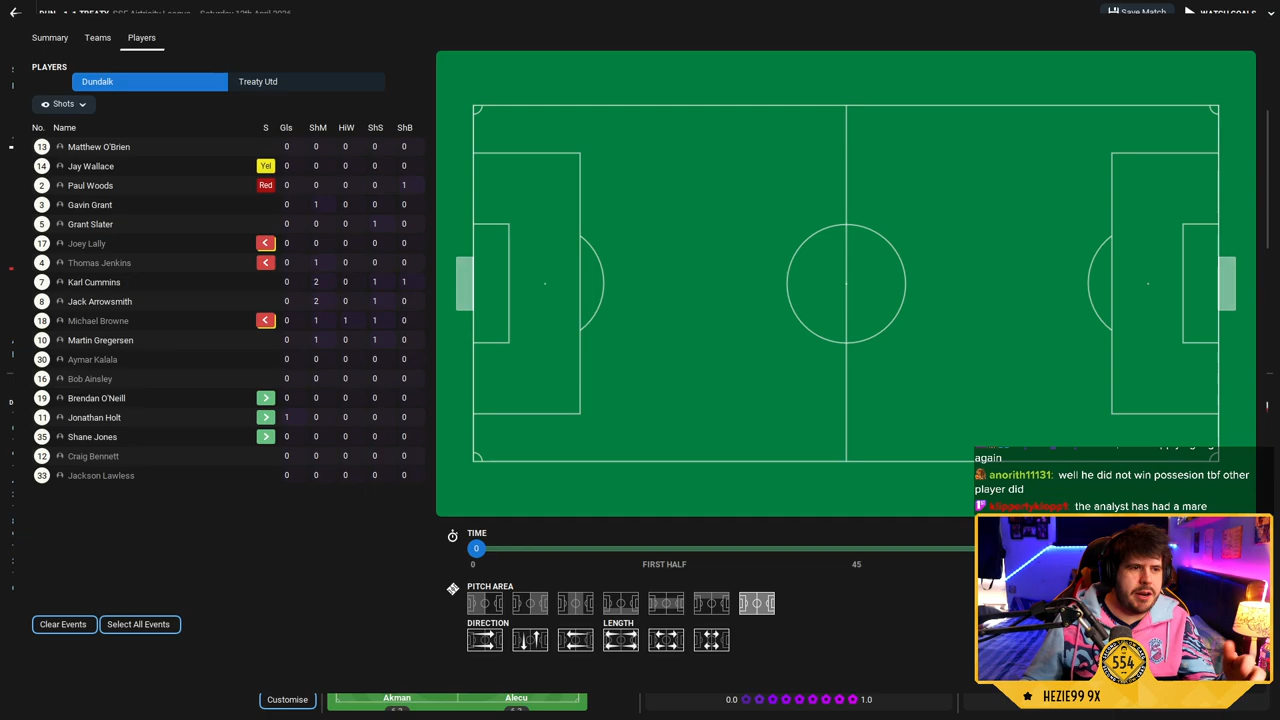 Summary Teams Players
PLAYERS
Dundalk Treaty Utd
Shots
No. Name S Gls ShM HiW ShS ShB
13 Matthew O'Brien 0 0 0 0 0
14 Jay Wallace Yel 0 0 0 0 0
2 Paul Woods Red 0 0 0 0 1
3 Gavin Grant 0 1 0 0 0
5 Grant Slater 0 0 0 1 0
17 Joey Lally 0 0 0 0 0
4 Thomas Jenkins 0 1 0 0 0
7 Karl Cummins 0 2 0 1 1
8 Jack Arrowsmith 0 2 0 1 0
18 Michael Browne 0 1 1 1 0
10 Martin Gregersen 0 1 0 1 0
30 Aymar Kalala 0 0 0 0 0
16 Bob Ainsley 0 0 0 0 0
19 Brendan O'Neill 0 0 0 0 0
11 Jonathan Holt 1 0 0 0 0
35 Shane Jones 0 0 0 0 0
12 Craig Bennett 0 0 0 0 0
33 Jackson Lawless 0 0 0 0 0
again
anorith11131: well he did not win possesion tbf other
player did
the analyst has had a mare
TIME
0
0 FIRST HALF 45
PITCH AREA
DIRECTION LENGTH
Clear Events Select All Events
Customise
Akman Alecu
0.0 1.0
554
HEZIE99 9X